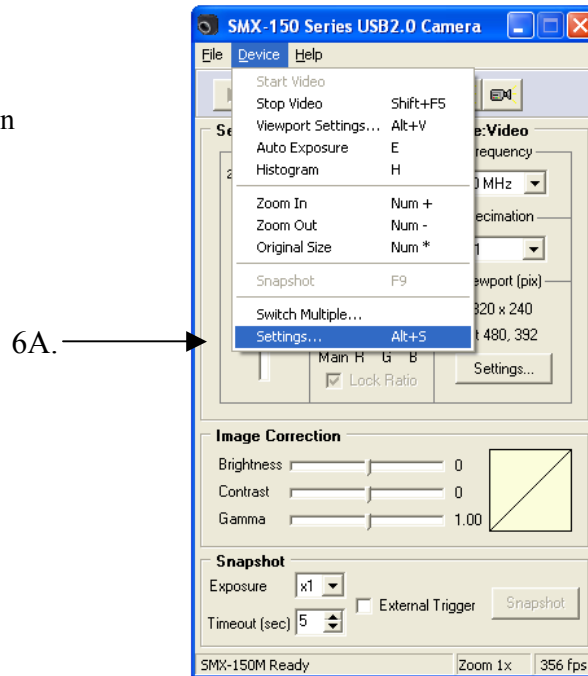 SMX-150 Series USB2.0 Camera
File Device Help
n
Start Video
Stop Video Shift+F5
Viewport Settings... Alt+V
Auto Exposure E
Histogram H
Zoom In Num +
Zoom Out Num -
Original Size Num *
Snapshot F9
Switch Multiple...
Settings... Alt+S
6A.
Se
2
e:Video
requency
0 MHz
ecimation
1
ewport (pix)
320 x 240
t 480, 392
Settings...
Main R G B
Lock Ratio
Image Correction
Brightness 0
Contrast 0
Gamma 1.00
Snapshot
Exposure x1
Timeout (sec) 5
External Trigger
Snapshot
SMX-150M Ready Zoom 1x 356 fps